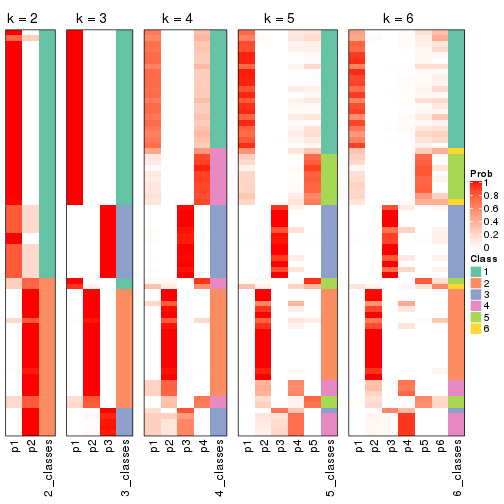 k = 2
k = 3
k = 4
k = 5
k = 6
Prob
1
0.8
0.6
0.4
0.2
0
Class
1
2
3
4
5
6
p1
p2
2_classes
p1
p2
p3
3_classes
p1
p2
p3
p4
4_classes
p1
p2
p3
p4
p5
5_classes
p1
p2
p3
p4
p5
p6
6_classes